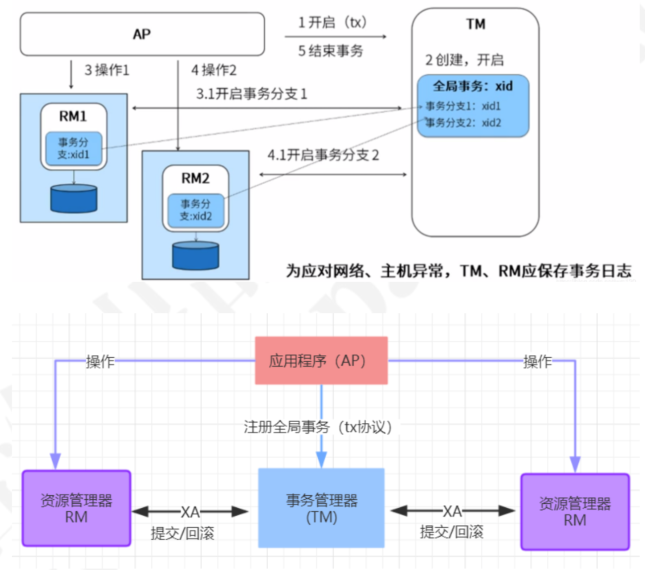 AP
1 开启（tx）
5 结束事务
TM
2 创建，开启
全局事务：xid
事务分支1：xid1
事务分支2：xid2
3 操作1
4 操作2
3.1开启事务分支1
RM1
事务分
支:xid1
4.1开启事务分支2
RM2
事务分
支:xid2
为应对网络、主机异常，TM、RM应保存事务日志
应用程序（AP）
操作
操作
注册全局事务（tx协议）
资源管理器
RM
XA
提交/回滚
事务管理器
(TM)
XA
提交/回滚
资源管理器
RM